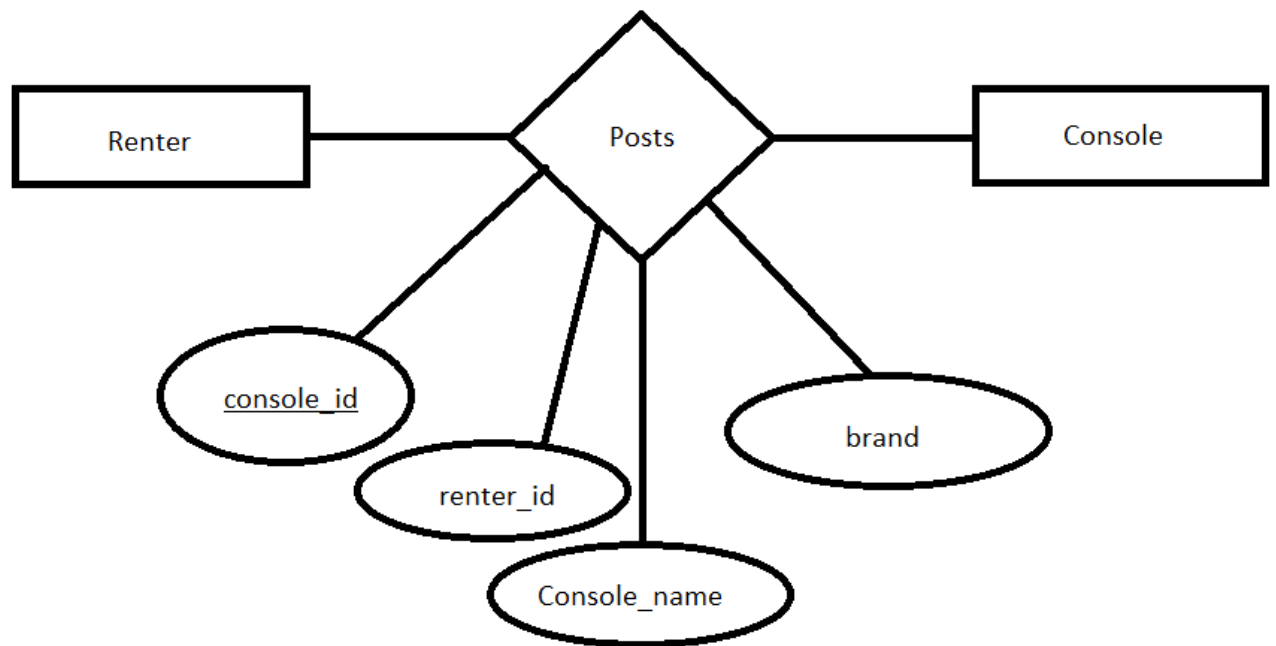 Renter
Posts
Console
console_id
renter_id
Console_name
brand